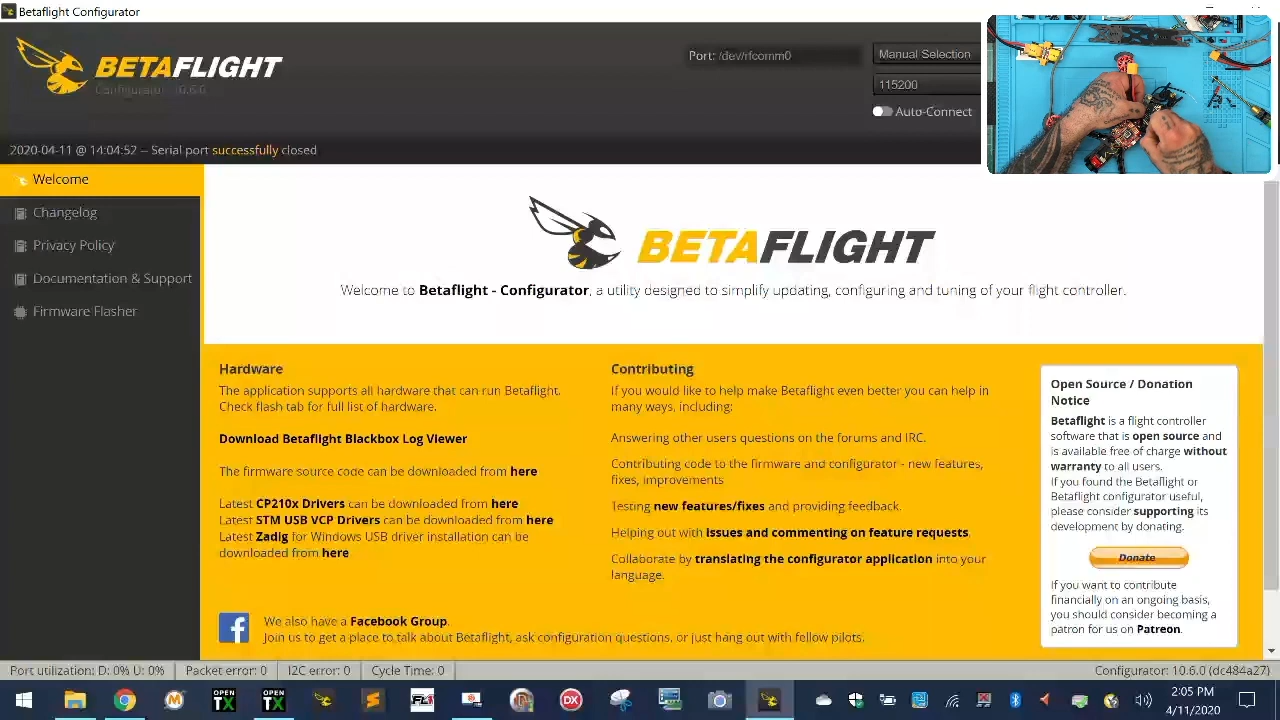 Betaflight Configurator
BETAFLIGHT
Configurator 10.6.0
Port: /dev/rfcomm0
Manual Selection
115200
Auto-Connect
2020-04-11 @ 14:04:52 -- Serial port successfully closed
Welcome
Changelog
Privacy Policy
Documentation & Support
Firmware Flasher
BETAFLIGHT
Welcome to Betaflight - Configurator, a utility designed to simplify updating, configuring and tuning of your flight controller.
Hardware
The application supports all hardware that can run Betaflight.
Check flash tab for full list of hardware.
Download Betaflight Blackbox Log Viewer
The firmware source code can be downloaded from here
Latest CP210x Drivers can be downloaded from here
Latest STM USB VCP Drivers can be downloaded from here
Latest Zadig for Windows USB driver installation can be
downloaded from here
Contributing
If you would like to help make Betaflight even better you can help in
many ways, including:
Answering other users questions on the forums and IRC.
Contributing code to the firmware and configurator - new features,
fixes, improvements
Testing new features/fixes and providing feedback.
Helping out with issues and commenting on feature requests.
Collaborate by translating the configurator application into your
language.
Open Source / Donation
Notice
Betaflight is a flight controller
software that is open source and
is available free of charge without
warranty to all users.
If you found the Betaflight or
Betaflight configurator useful,
please consider supporting its
development by donating.
Donate
If you want to contribute
financially on an ongoing basis,
you should consider becoming a
patron for us on Patreon.
We also have a Facebook Group.
Join us to get a place to talk about Betaflight, ask configuration questions, or just hang out with fellow pilots.
Port utilization: D: 0% U: 0%
Packet error: 0
I2C error: 0
Cycle Time: 0
Configurator: 10.6.0 (dc484a27)
OPEN
TX
OPEN
TX
DX
2:05 PM
4/11/2020